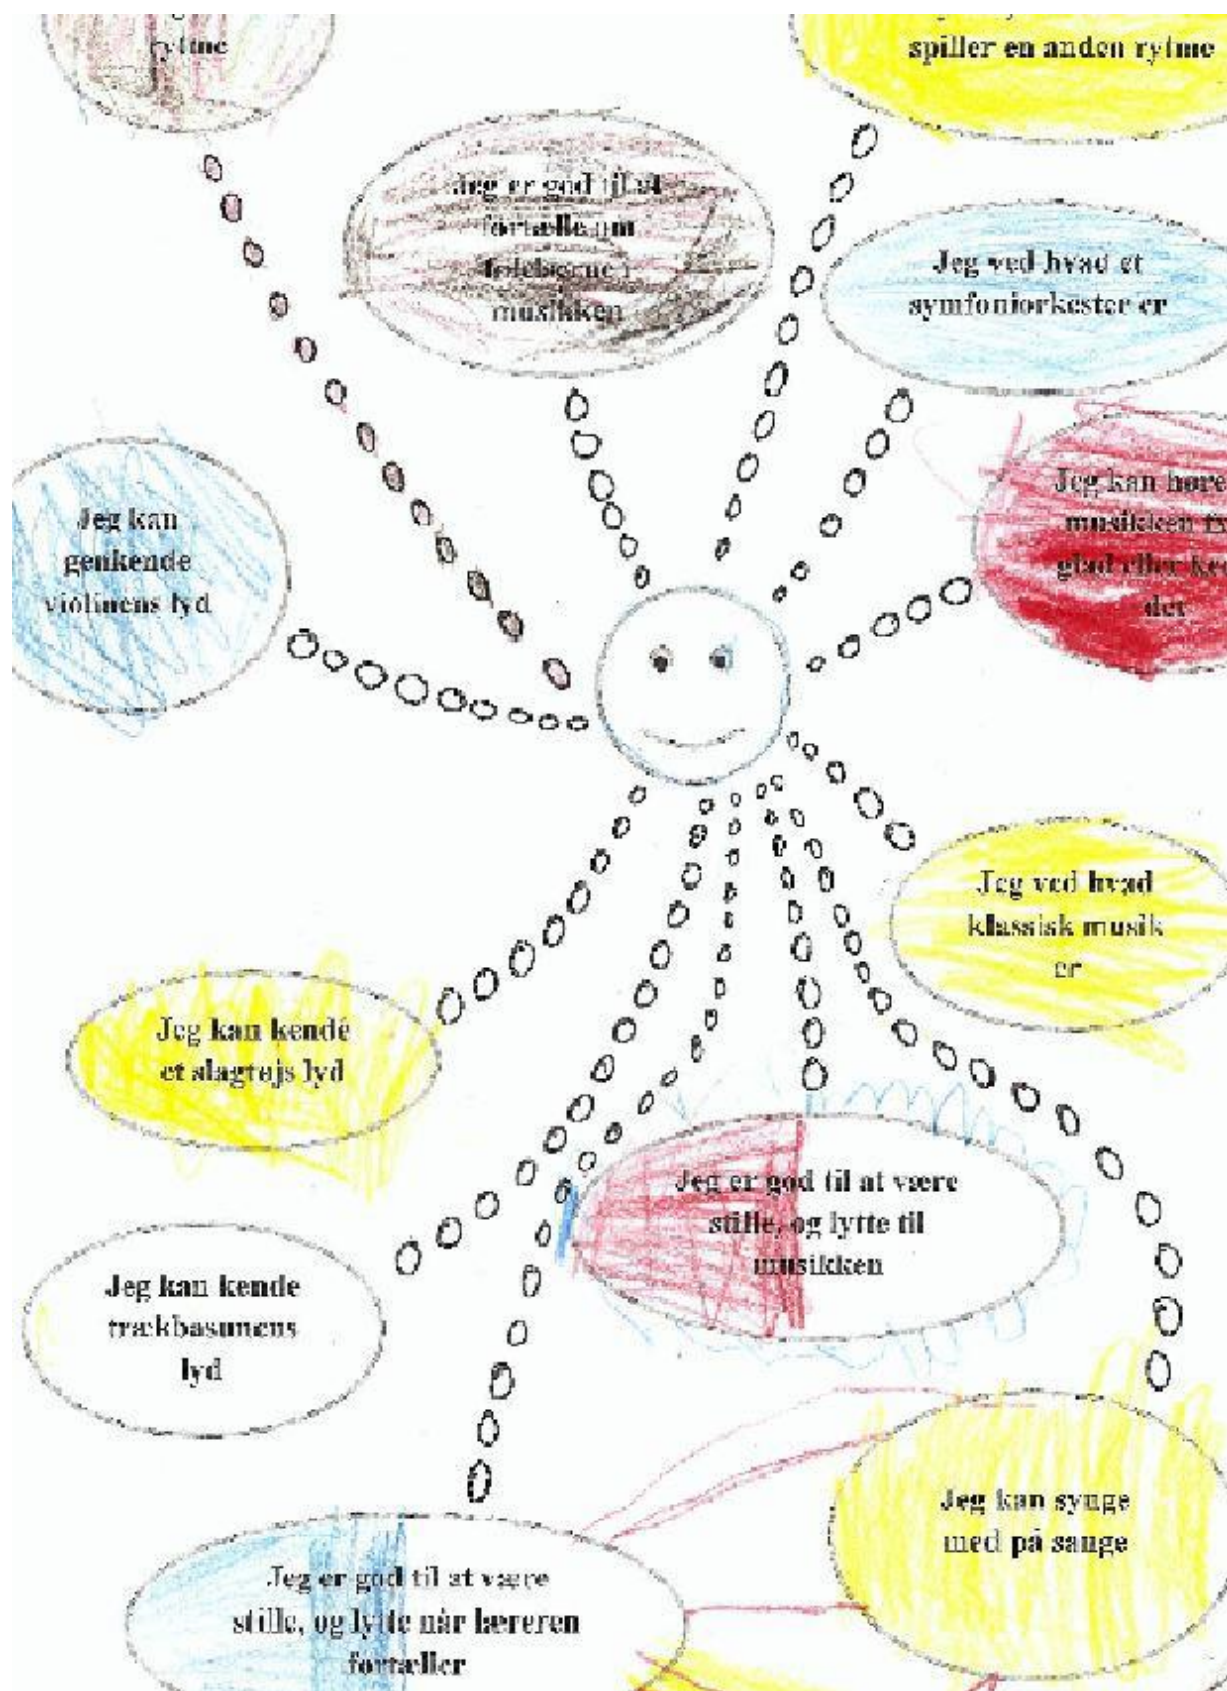 rytme
spiller en anden rytme
Jeg er god til at
fortælle om
følelserne i
musikken
Jeg ved hvad et
symfoniorkester er
Jeg kan høre
musikken
glad eller
det
Jeg kan
genkende
violinens lyd
Jeg ved hvad
klassisk musik
er
Jeg kan kende
et slagtøjs lyd
Jeg er god til at være
stille, og lytte til
musikken
Jeg kan kende
trækbasunens
lyd
Jeg kan synge
med på sange
Jeg er god til at være
stille, og lytte når læreren
fortæller